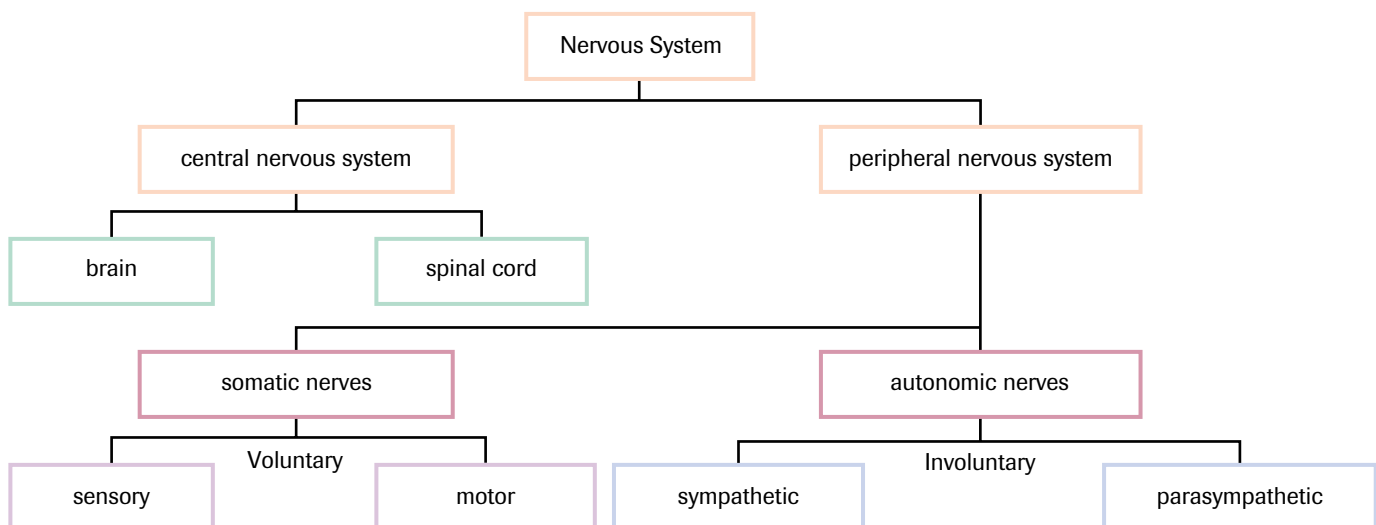 Nervous System
central nervous system
peripheral nervous system
brain
spinal cord
somatic nerves
autonomic nerves
Voluntary
Involuntary
sensory
motor
sympathetic
parasympathetic